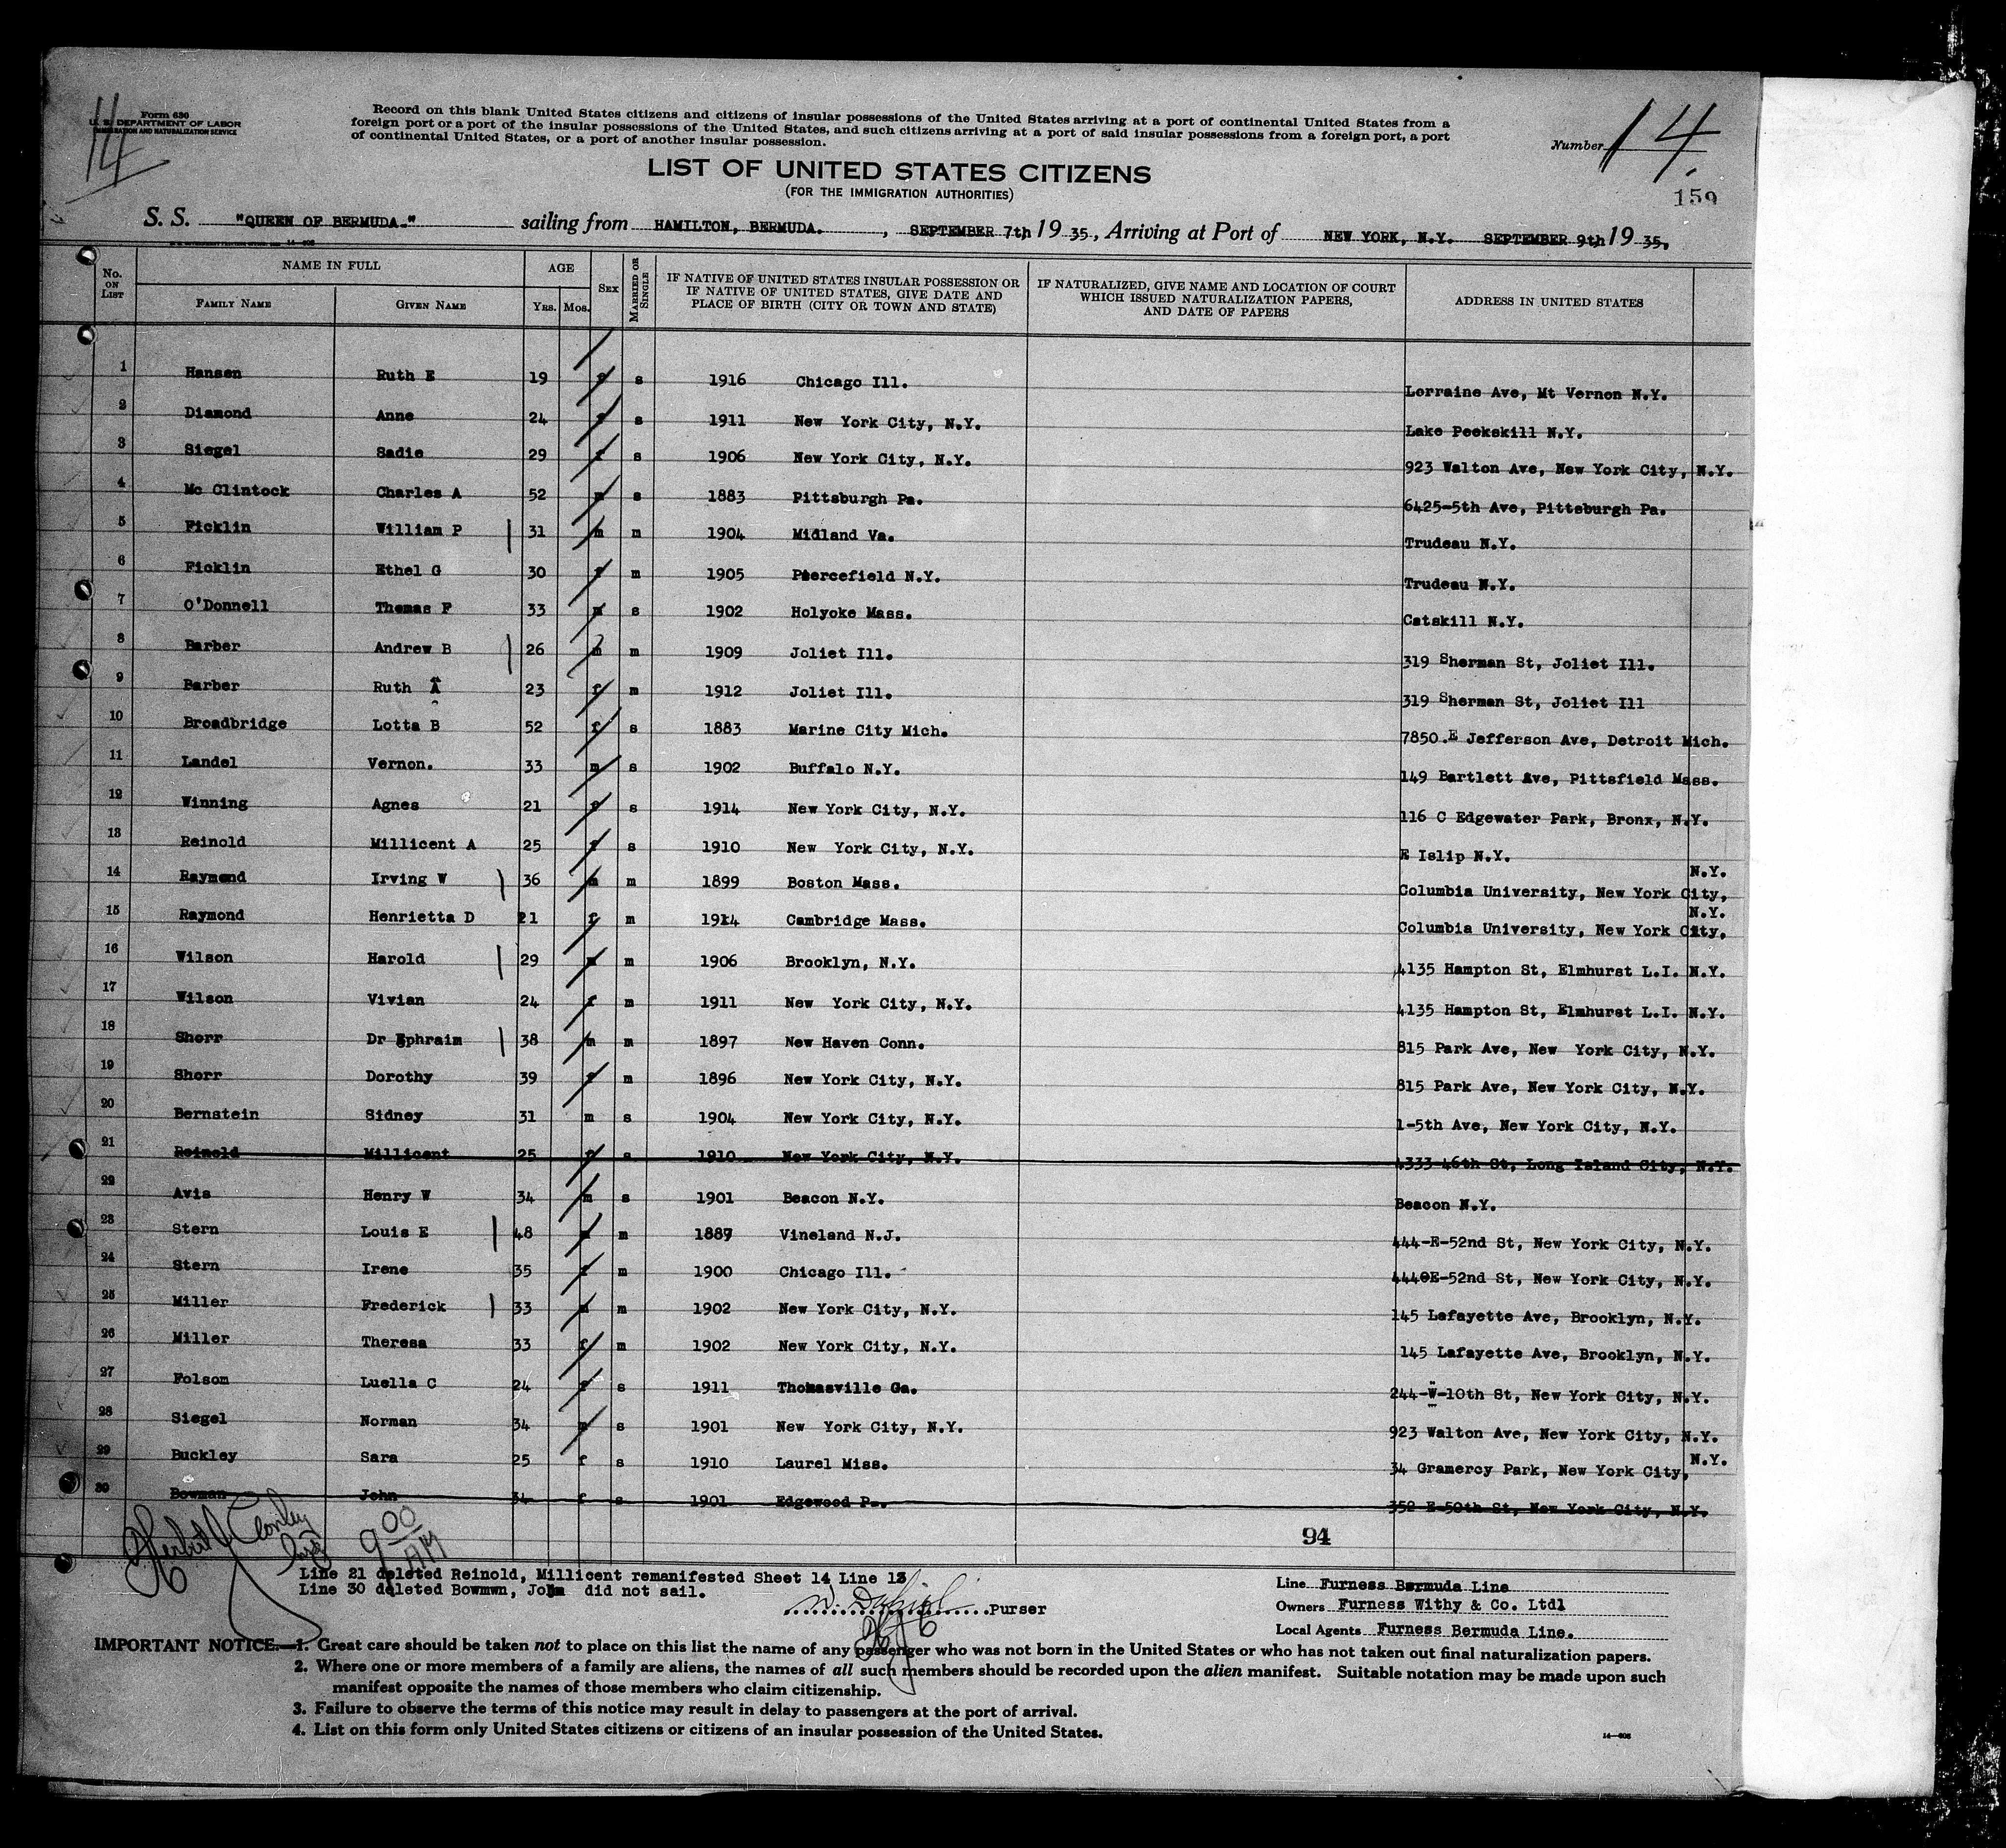 14
Form 630
U. S. DEPARTMENT OF LABOR
IMMIGRATION AND NATURALIZATION SERVICE
Record on this blank United States citizens and citizens of insular possessions of the United States arriving at a port of continental United States from a
foreign port or a port of the insular possessions of the United States, and such citizens arriving at a port of said insular possessions from a foreign port, a port
of continental United States, or a port of another insular possession.
Number 14
LIST OF UNITED STATES CITIZENS
(FOR THE IMMIGRATION AUTHORITIES)
159
S. S. "QUEEN OF BERMUDA." sailing from HAMILTON, BERMUDA. , SEPTEMBER 7th 19 35, Arriving at Port of NEW YORK, N.Y. SEPTEMBER 9th 19 35.
No. ON LIST NAME IN FULL FAMILY NAME GIVEN NAME AGE YRS. MOS. SEX MARRIED OR SINGLE IF NATIVE OF UNITED STATES INSULAR POSSESSION OR IF NATIVE OF UNITED STATES, GIVE DATE AND PLACE OF BIRTH (CITY OR TOWN AND STATE) IF NATURALIZED, GIVE NAME AND LOCATION OF COURT WHICH ISSUED NATURALIZATION PAPERS, AND DATE OF PAPERS ADDRESS IN UNITED STATES
1 Hansen Ruth E 19 f s 1916 Chicago Ill. Lorraine Ave, Mt Vernon N.Y.
2 Diamond Anne 24 f s 1911 New York City, N.Y. Lake Peekskill N.Y.
3 Siegel Sadie 29 f s 1906 New York City, N.Y. 923 Walton Ave, New York City, N.Y.
4 Mc Clintock Charles A 52 m s 1883 Pittsburgh Pa. 6425-5th Ave, Pittsburgh Pa.
5 Ficklin William P 31 m m 1904 Midland Va. Trudeau N.Y.
6 Ficklin Ethel G 30 f m 1905 Piercefield N.Y. Trudeau N.Y.
7 O'Donnell Thomas F 33 m s 1902 Holyoke Mass. Catskill N.Y.
8 Barber Andrew B 26 m m 1909 Joliet Ill. 319 Sherman St, Joliet Ill.
9 Barber Ruth A 23 f m 1912 Joliet Ill. 319 Sherman St, Joliet Ill
10 Broadbridge Lotta B 52 f s 1883 Marine City Mich. 7850.E Jefferson Ave, Detroit Mich.
11 Landel Vernon. 33 m s 1902 Buffalo N.Y. 149 Bartlett Ave, Pittsfield Mass.
12 Winning Agnes 21 f s 1914 New York City, N.Y. 116 C Edgewater Park, Bronx, N.Y.
13 Reinold Millicent A 25 f s 1910 New York City, N.Y. E Islip N.Y.
14 Raymond Irving W 36 m m 1899 Boston Mass. Columbia University, New York City, N.Y.
15 Raymond Henrietta D 21 f m 1914 Cambridge Mass. Columbia University, New York City, N.Y.
16 Wilson Harold 29 m m 1906 Brooklyn, N.Y. 4135 Hampton St, Elmhurst L.I. N.Y.
17 Wilson Vivian 24 f m 1911 New York City, N.Y. 4135 Hampton St, Elmhurst L.I. N.Y.
18 Shorr Dr Ephraim 38 m m 1897 New Haven Conn. 815 Park Ave, New York City, N.Y.
19 Shorr Dorothy 39 f m 1896 New York City, N.Y. 815 Park Ave, New York City, N.Y.
20 Bernstein Sidney 31 m s 1904 New York City, N.Y. 1-5th Ave, New York City, N.Y.
21 Reinold Millicent 25 f s 1910 New York City, N.Y. 4333-46th St, Long Island City, N.Y.
22 Avis Henry W 34 m s 1901 Beacon N.Y. Beacon N.Y.
23 Stern Louis E 48 m m 1887 Vineland N.J. 444-E-52nd St, New York City, N.Y.
24 Stern Irene 35 f m 1900 Chicago Ill. 444-E-52nd St, New York City, N.Y.
25 Miller Frederick 33 m m 1902 New York City, N.Y. 145 Lafayette Ave, Brooklyn, N.Y.
26 Miller Theresa 33 f m 1902 New York City, N.Y. 145 Lafayette Ave, Brooklyn, N.Y.
27 Folsom Luella C 24 f s 1911 Thomasville Ga. 244-W-10th St, New York City, N.Y.
28 Siegel Norman 34 m s 1901 New York City, N.Y. 923 Walton Ave, New York City, N.Y.
29 Buckley Sara 25 f s 1910 Laurel Miss. 34 Gramercy Park, New York City, N.Y.
30 Bowman John 34 f s 1901 Edgewood Pa. 352 E-50th St, New York City, N.Y.
9 00 AM
94
Line 21 deleted Reinold, Millicent remanifested Sheet 14 Line 13
Line 30 deleted Bowmwn, John did not sail.
Purser
Line Furness Bermuda Line
Owners Furness Withy & Co. Ltdl
Local Agents Furness Bermuda Line.
IMPORTANT NOTICE.—1. Great care should be taken not to place on this list the name of any passenger who was not born in the United States or who has not taken out final naturalization papers.
2. Where one or more members of a family are aliens, the names of all such members should be recorded upon the alien manifest. Suitable notation may be made upon such
manifest opposite the names of those members who claim citizenship.
3. Failure to observe the terms of this notice may result in delay to passengers at the port of arrival.
4. List on this form only United States citizens or citizens of an insular possession of the United States.
14—608